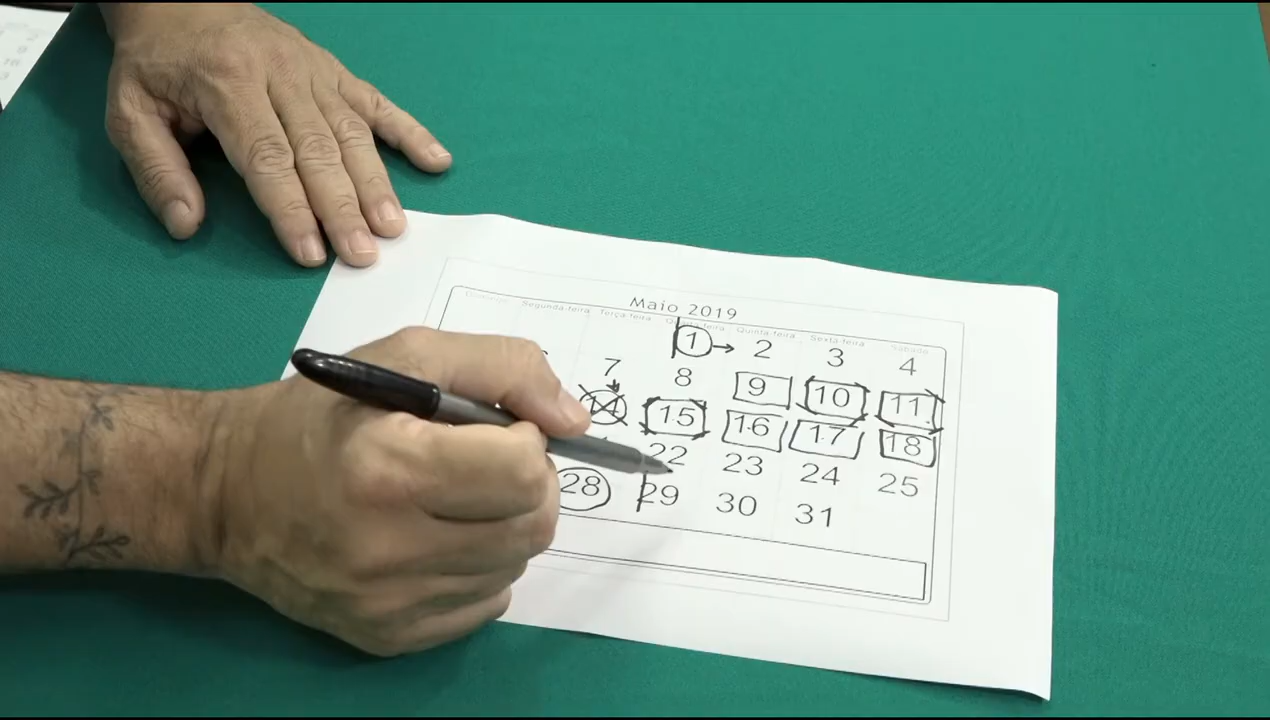 Maio 2019
Segunda-feira Terça-feira Quinta-feira Sexta-feira Sábado
1 2 3 4
7 8 9 10 11
14 15 16 17 18
22 23 24 25
28 29 30 31